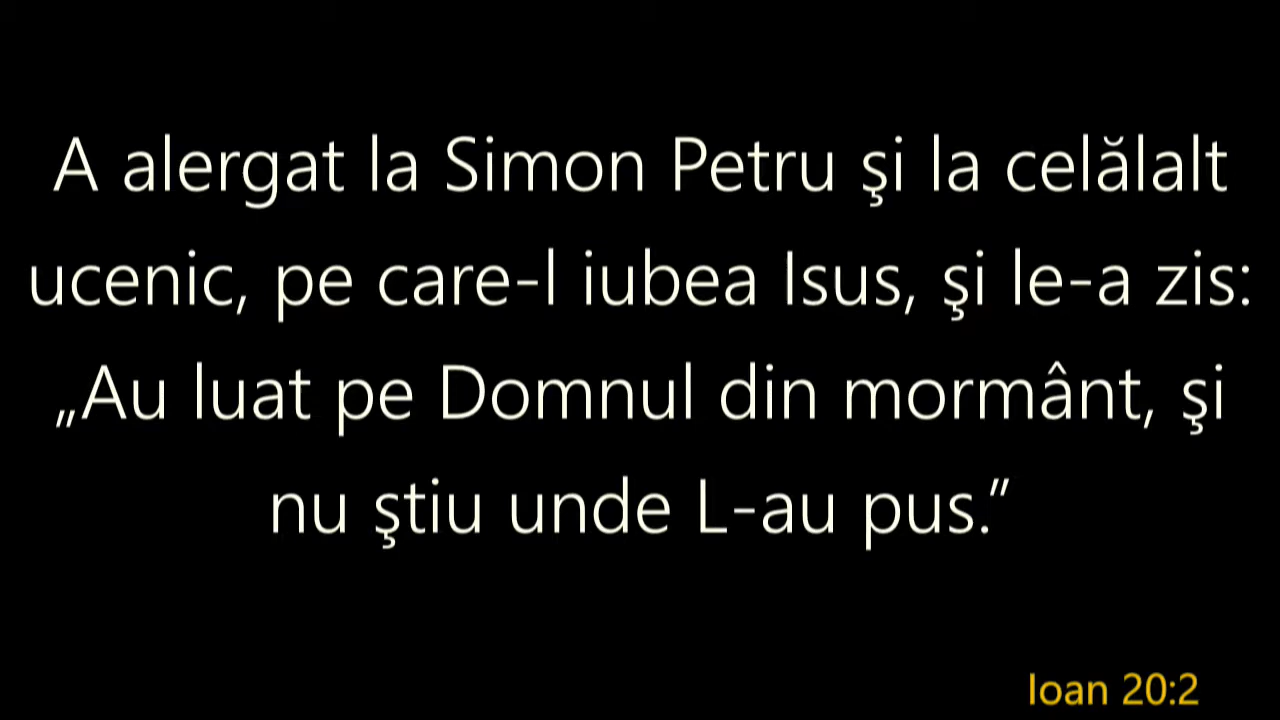 A alergat la Simon Petru şi la celălalt
ucenic, pe care-l iubea Isus, şi le-a zis:
„Au luat pe Domnul din mormânt, şi
nu ştiu unde L-au pus.”
Ioan 20:2